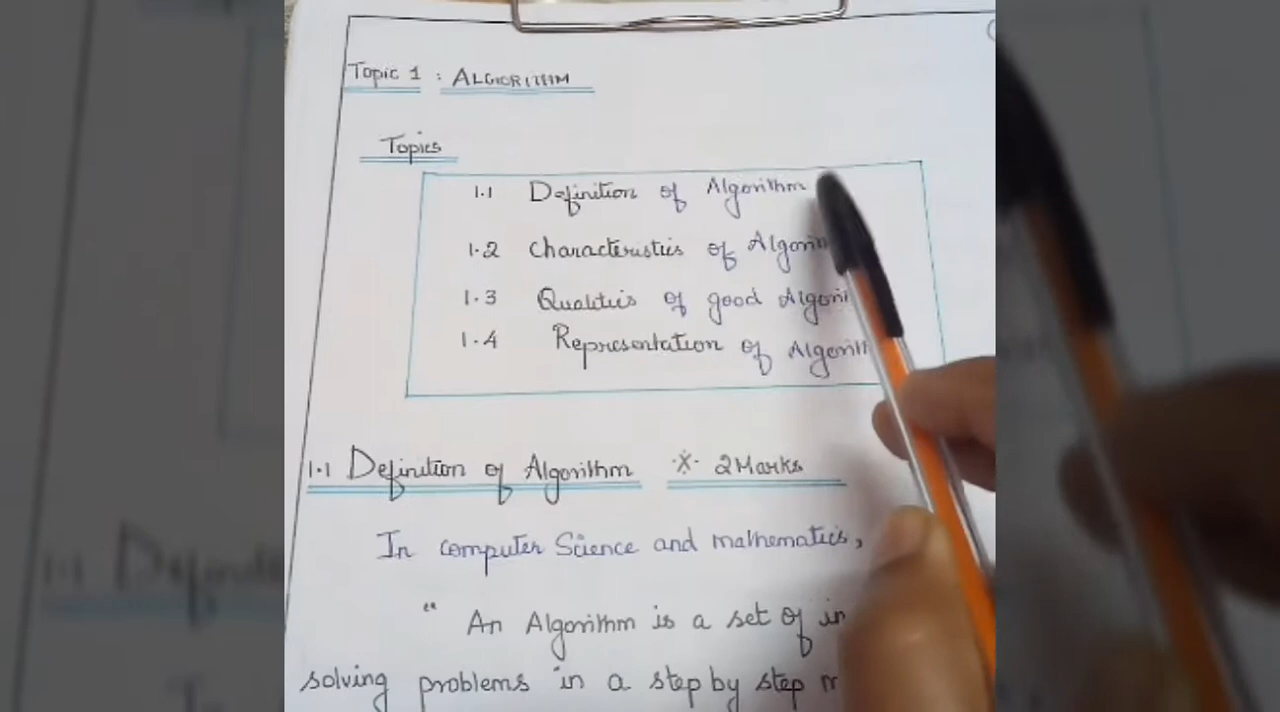 Topic 1 : ALGORITHM
Topics
1.1 Definition of Algorithm
1.2 Characteristics of
1.3 Qualities of good
1.4 Representation of
1.1 Definition of Algorithm * 2 Marks
In computer Science and mathematics,
" An Algorithm is a set of
solving problems in a step by step